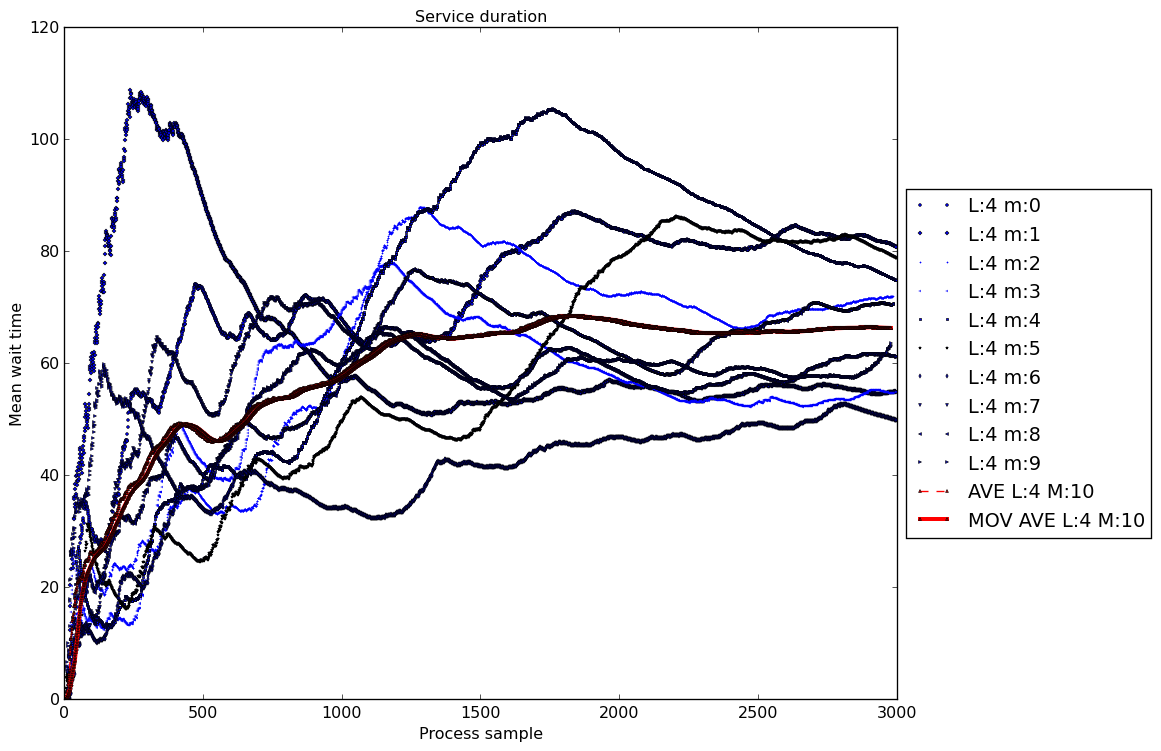 Service duration
120
100
80
60
40
20
0
Mean wait time
0 500 1000 1500 2000 2500 3000
Process sample
L:4 m:0
L:4 m:1
L:4 m:2
L:4 m:3
L:4 m:4
L:4 m:5
L:4 m:6
L:4 m:7
L:4 m:8
L:4 m:9
AVE L:4 M:10
MOV AVE L:4 M:10